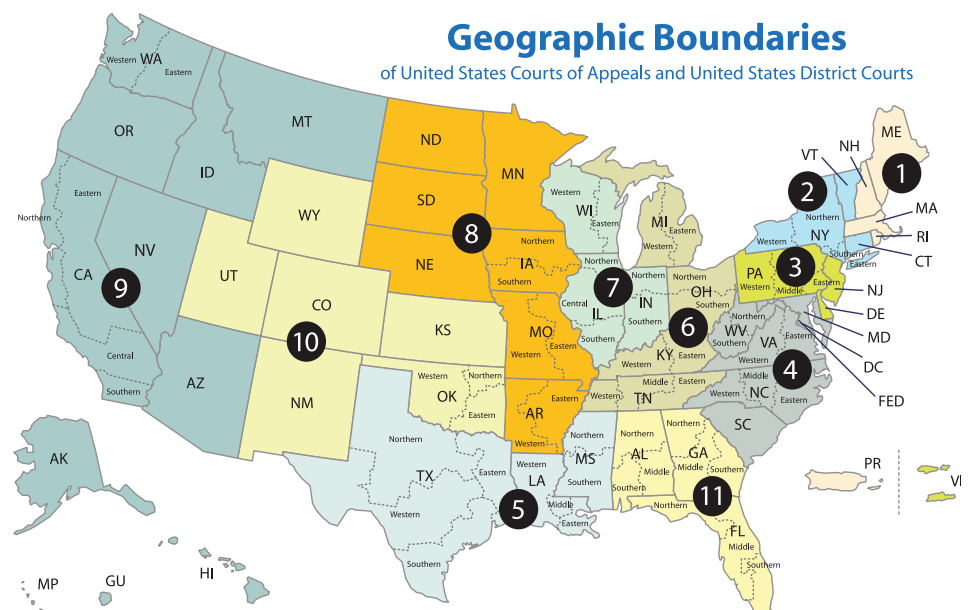 Geographic Boundaries
of United States Courts of Appeals and United States District Courts
Western WA Eastern
OR
ID
MT
Eastern
Northern
CA
NV
9
Central
Southern
AZ
WY
UT
CO
10
NM
KS
Western Northern
OK
Eastern
ND
SD
8
NE
MN
Northern
IA
Southern
MO
Western Eastern
Eastern
AR
Western
Western
WI
Eastern
Northern
7
Central
IL
Southern
Northern
IN
Southern
MI
Western Eastern
Northern
OH
Southern
6
KY
Western Eastern
Middle Eastern
Western TN
Northern
TX
Eastern
Western
Southern
5
Western
LA
Middle
Eastern
Northern
MS
Southern
Northern
AL
Middle
Southern
Northern
GA
Middle Southern
11
Northern
FL
Middle
Southern
ME
1
NH
VT
2
Northern
NY
Western
Southern
Eastern
MA
RI
CT
3
PA
Western Middle Eastern
NJ
DE
MD
DC
FED
Northern
WV
Southern
VA
Eastern
Western
4
Middle
Western NC Eastern
SC
PR
VI
AK
HI
GU
MP